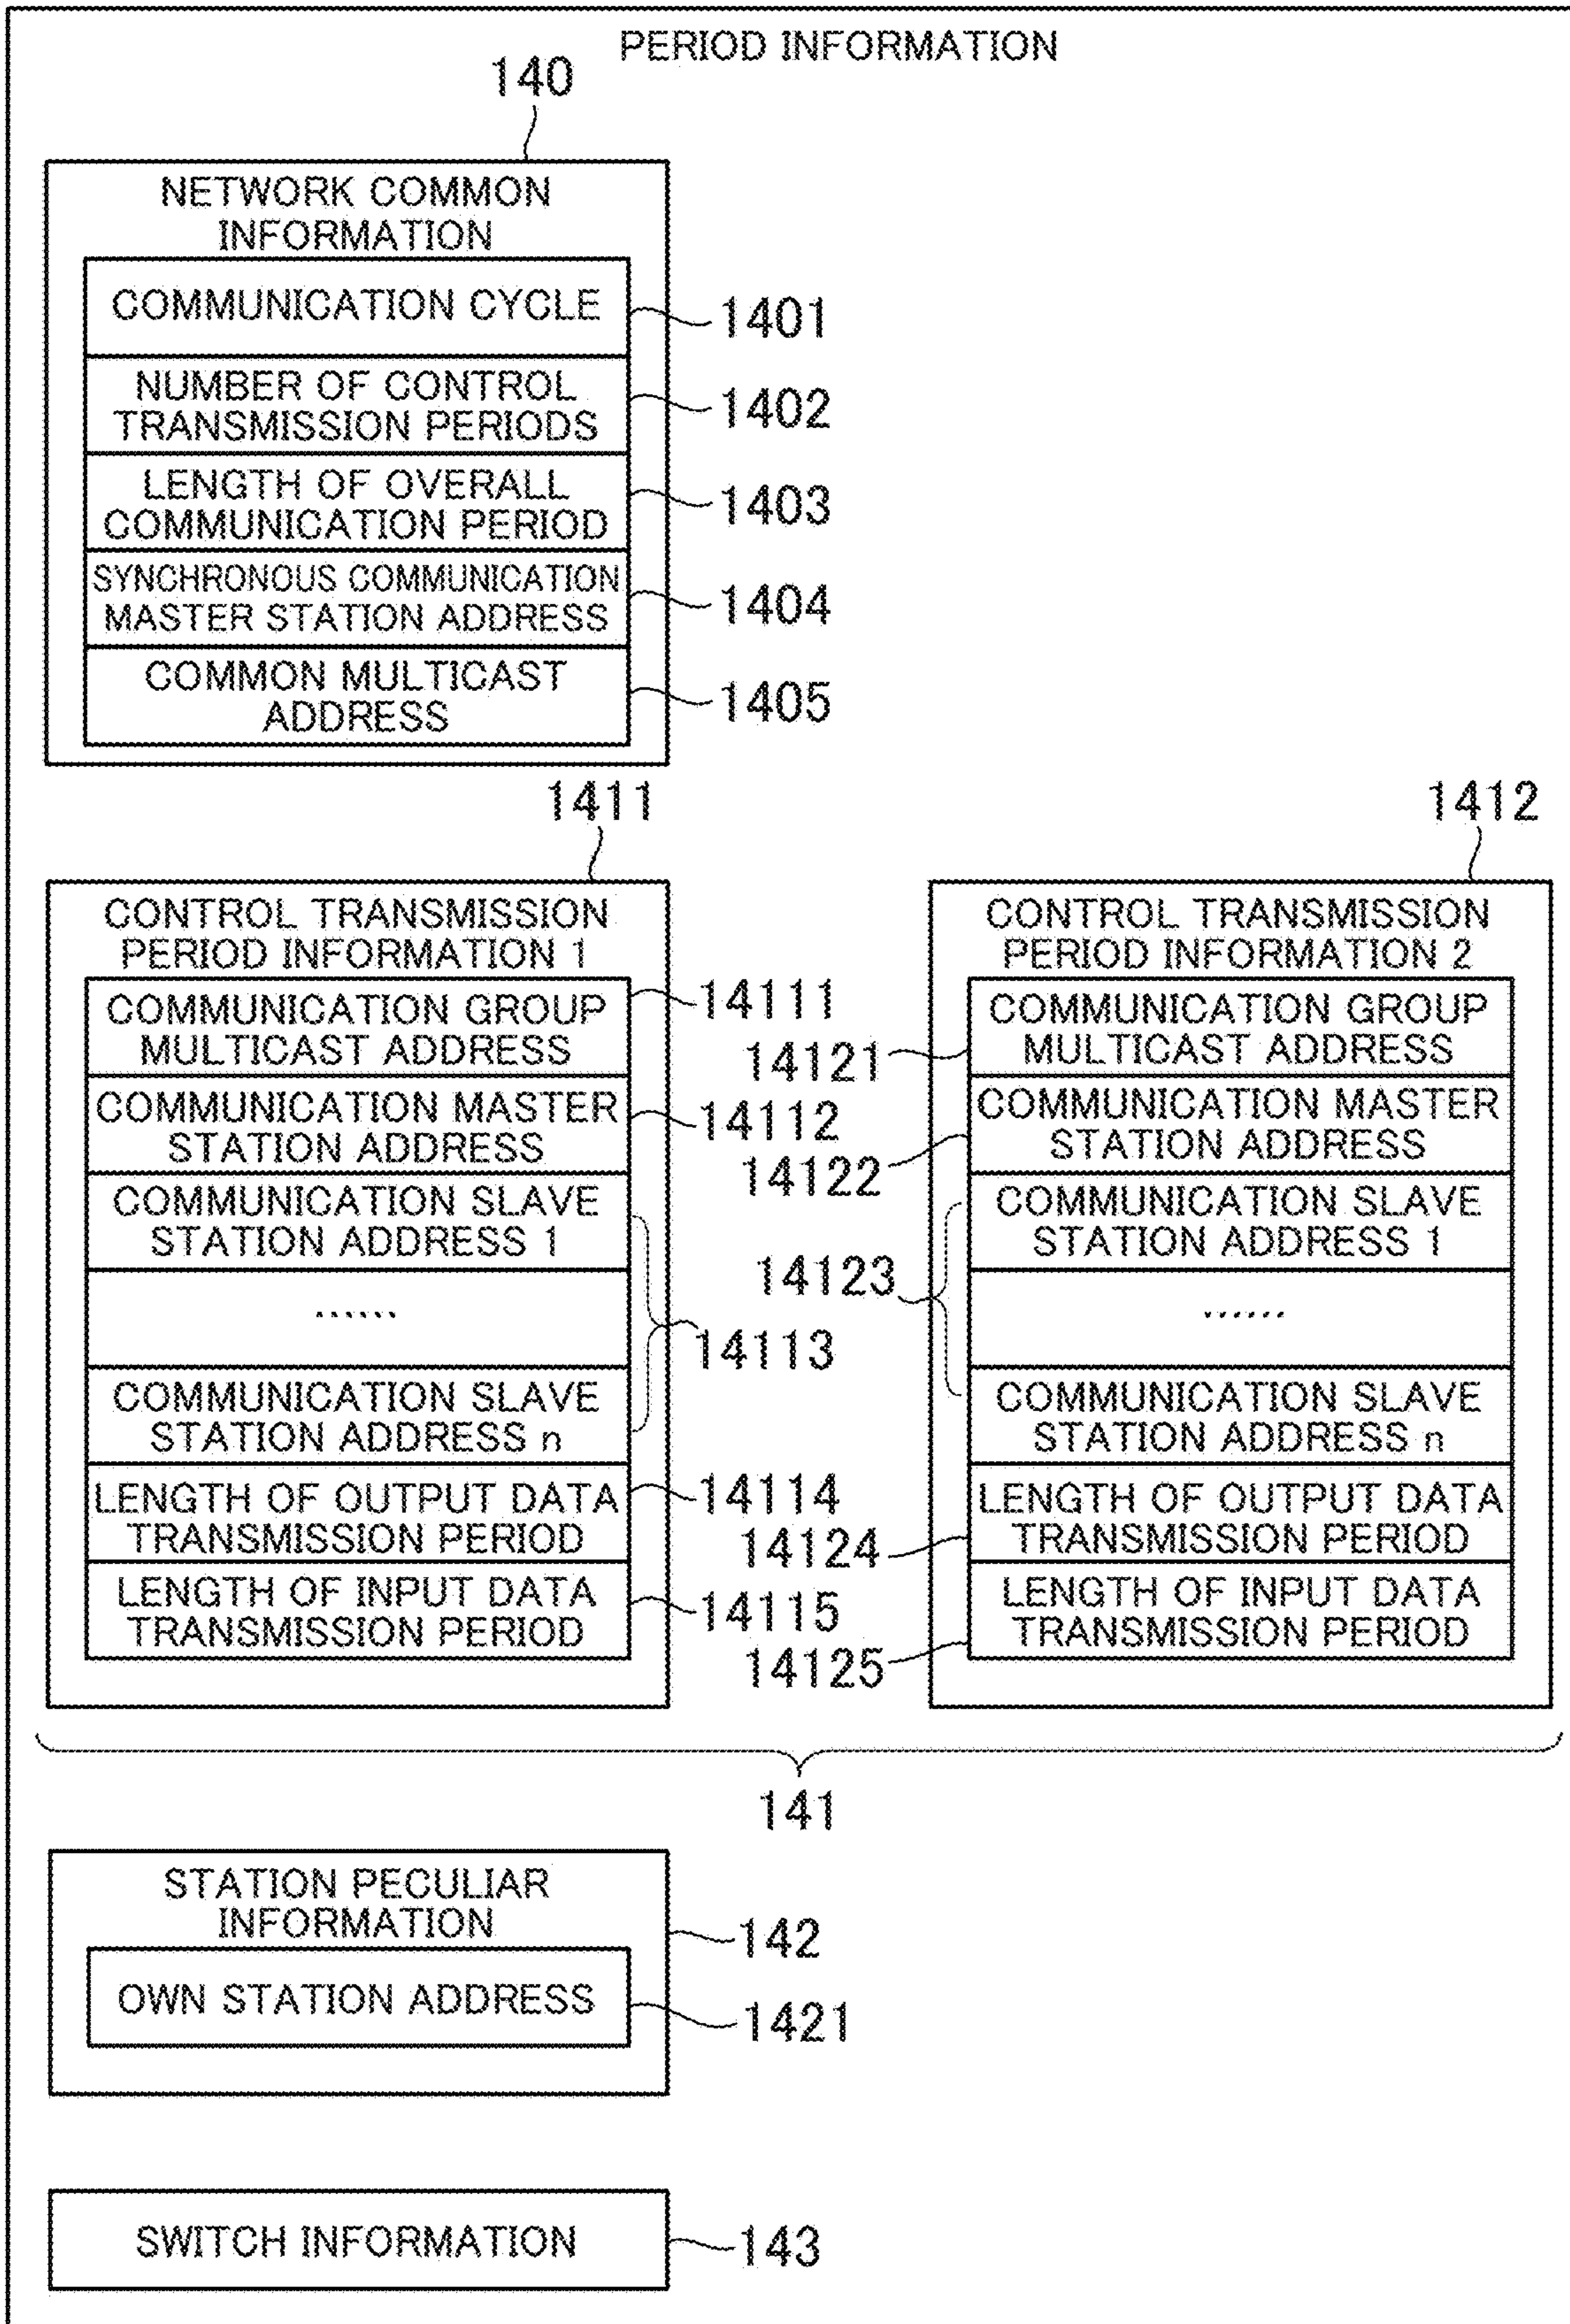 PERIOD INFORMATION
140
NETWORK COMMON
INFORMATION
COMMUNICATION CYCLE
1401
NUMBER OF CONTROL
TRANSMISSION PERIODS
1402
LENGTH OF OVERALL
COMMUNICATION PERIOD
1403
SYNCHRONOUS COMMUNICATION
MASTER STATION ADDRESS
1404
COMMON MULTICAST
ADDRESS
1405
1411
CONTROL TRANSMISSION
PERIOD INFORMATION 1
COMMUNICATION GROUP
MULTICAST ADDRESS
14111
COMMUNICATION MASTER
STATION ADDRESS
14112
COMMUNICATION SLAVE
STATION ADDRESS 1
......
14113
COMMUNICATION SLAVE
STATION ADDRESS n
LENGTH OF OUTPUT DATA
TRANSMISSION PERIOD
14114
LENGTH OF INPUT DATA
TRANSMISSION PERIOD
14115
1412
CONTROL TRANSMISSION
PERIOD INFORMATION 2
COMMUNICATION GROUP
MULTICAST ADDRESS
14121
COMMUNICATION MASTER
STATION ADDRESS
14122
COMMUNICATION SLAVE
STATION ADDRESS 1
14123
......
COMMUNICATION SLAVE
STATION ADDRESS n
LENGTH OF OUTPUT DATA
TRANSMISSION PERIOD
14124
LENGTH OF INPUT DATA
TRANSMISSION PERIOD
14125
141
STATION PECULIAR
INFORMATION
142
OWN STATION ADDRESS
1421
SWITCH INFORMATION
143